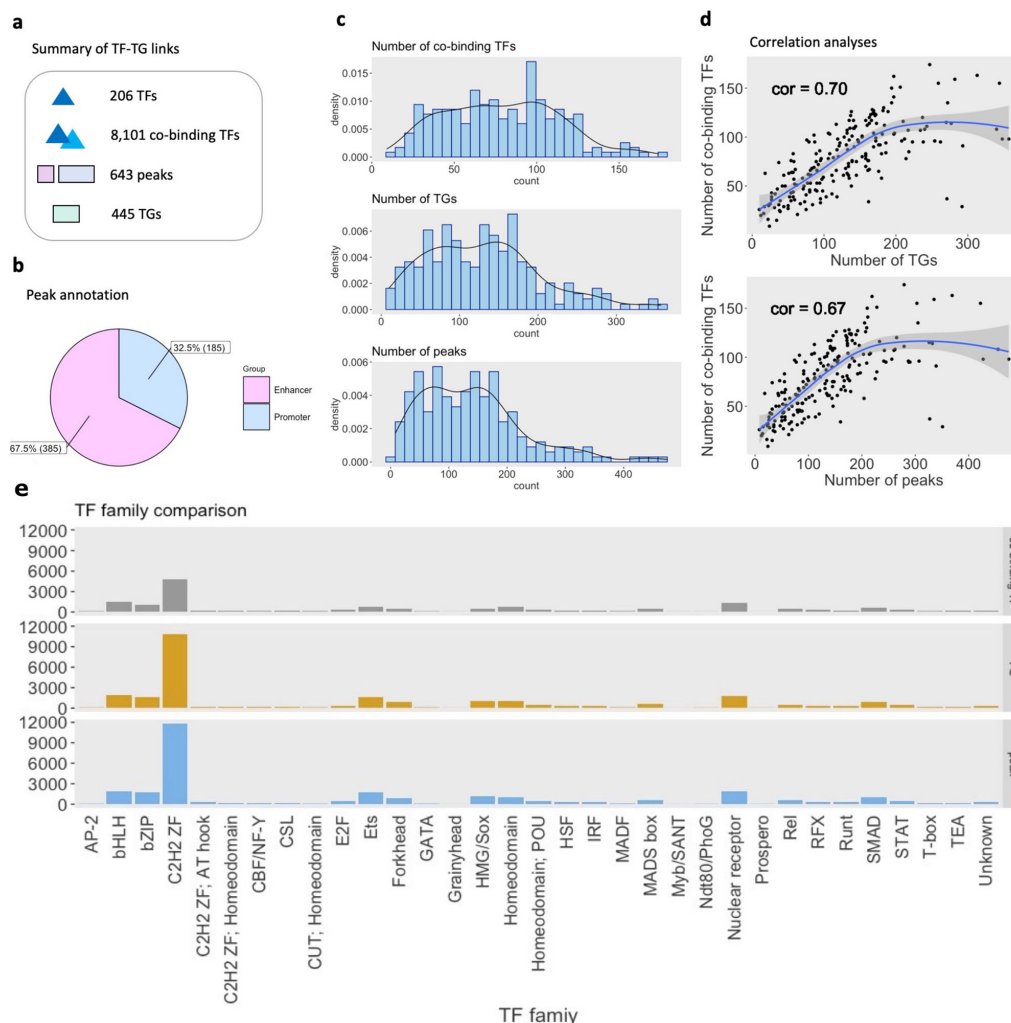 a
Summary of TF-TG links
206 TFs
8,101 co-binding TFs
643 peaks
445 TGs
b
Peak annotation
32.5% (185)
67.5% (385)
Group
Enhancer
Promoter
c
Number of co-binding TFs
density
0.015
0.010
0.005
0.000
50
100
150
count
Number of TGs
density
0.006
0.004
0.002
0.000
0
100
200
300
count
Number of peaks
density
0.006
0.004
0.002
0.000
0
100
200
300
400
count
d
Correlation analyses
cor = 0.70
Number of co-binding TFs
150
100
50
0
100
200
300
Number of TGs
cor = 0.67
Number of co-binding TFs
150
100
50
0
100
200
300
400
Number of peaks
e
TF family comparison
12000
9000
6000
3000
0
12000
9000
6000
3000
0
12000
9000
6000
3000
0
AP-2
bHLH
bZIP
C2H2 ZF
C2H2 ZF; AT hook
C2H2 ZF; Homeodomain
CBF/NF-Y
CSL
CUT; Homeodomain
E2F
Ets
Forkhead
GATA
Grainyhead
HMG/Sox
Homeodomain
Homeodomain; POU
HSF
IRF
MADF
MADS box
Myb/SANT
Ndt80/PhoG
Nuclear receptor
Prospero
Rel
RFX
Runt
SMAD
STAT
T-box
TEA
Unknown
TF famiy